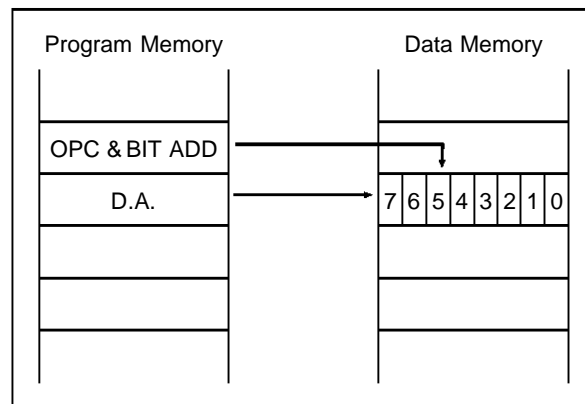 Program Memory
Data Memory
OPC & BIT ADD
D.A.
7 6 5 4 3 2 1 0